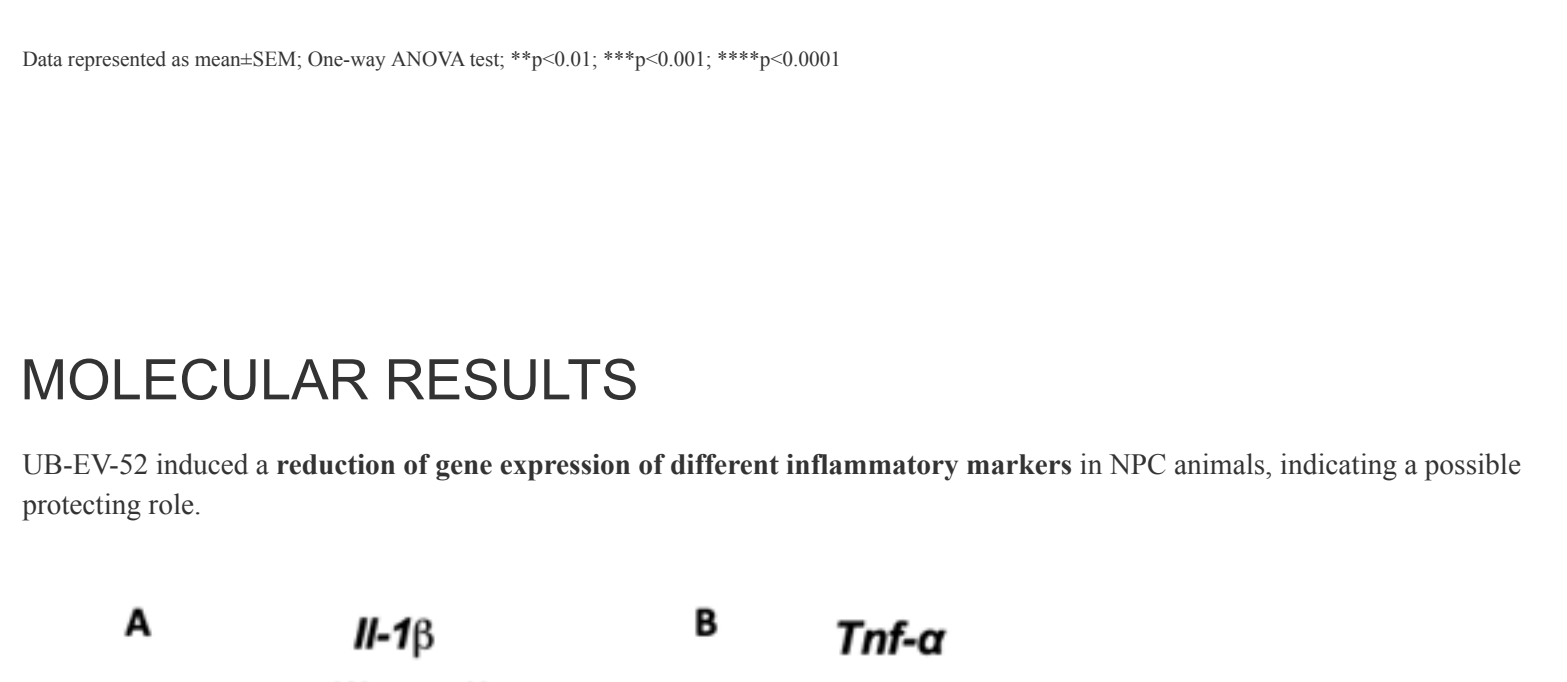 Data represented as mean±SEM; One-way ANOVA test; **p<0.01; ***p<0.001; ****p<0.0001
MOLECULAR RESULTS
UB-EV-52 induced a reduction of gene expression of different inflammatory markers in NPC animals, indicating a possible
protecting role.
A
Il-1β
B
Tnf-α